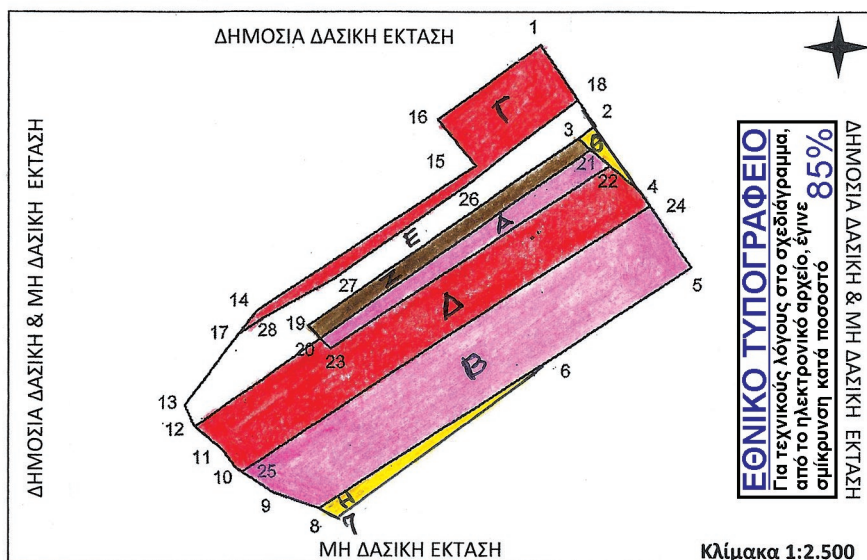 ΔΗΜΟΣΙΑ ΔΑΣΙΚΗ ΕΚΤΑΣΗ
1
18
2
16
Γ
3
Θ
15
21
22
4
24
26
Ε
Α
Ζ
27
Δ
5
14
17
28
19
20
23
Β
6
13
12
11
10
25
9
8
Η
7
ΔΗΜΟΣΙΑ ΔΑΣΙΚΗ & ΜΗ ΔΑΣΙΚΗ ΕΚΤΑΣΗ
ΜΗ ΔΑΣΙΚΗ ΕΚΤΑΣΗ
ΕΘΝΙΚΟ ΤΥΠΟΓΡΑΦΕΙΟ
Για τεχνικούς λόγους στο σχεδιάγραμμα,
από το ηλεκτρονικό αρχείο, έγινε
σμίκρυνση κατά ποσοστό 85%
ΔΗΜΟΣΙΑ ΔΑΣΙΚΗ & ΜΗ ΔΑΣΙΚΗ ΕΚΤΑΣΗ
Κλίμακα 1:2.500